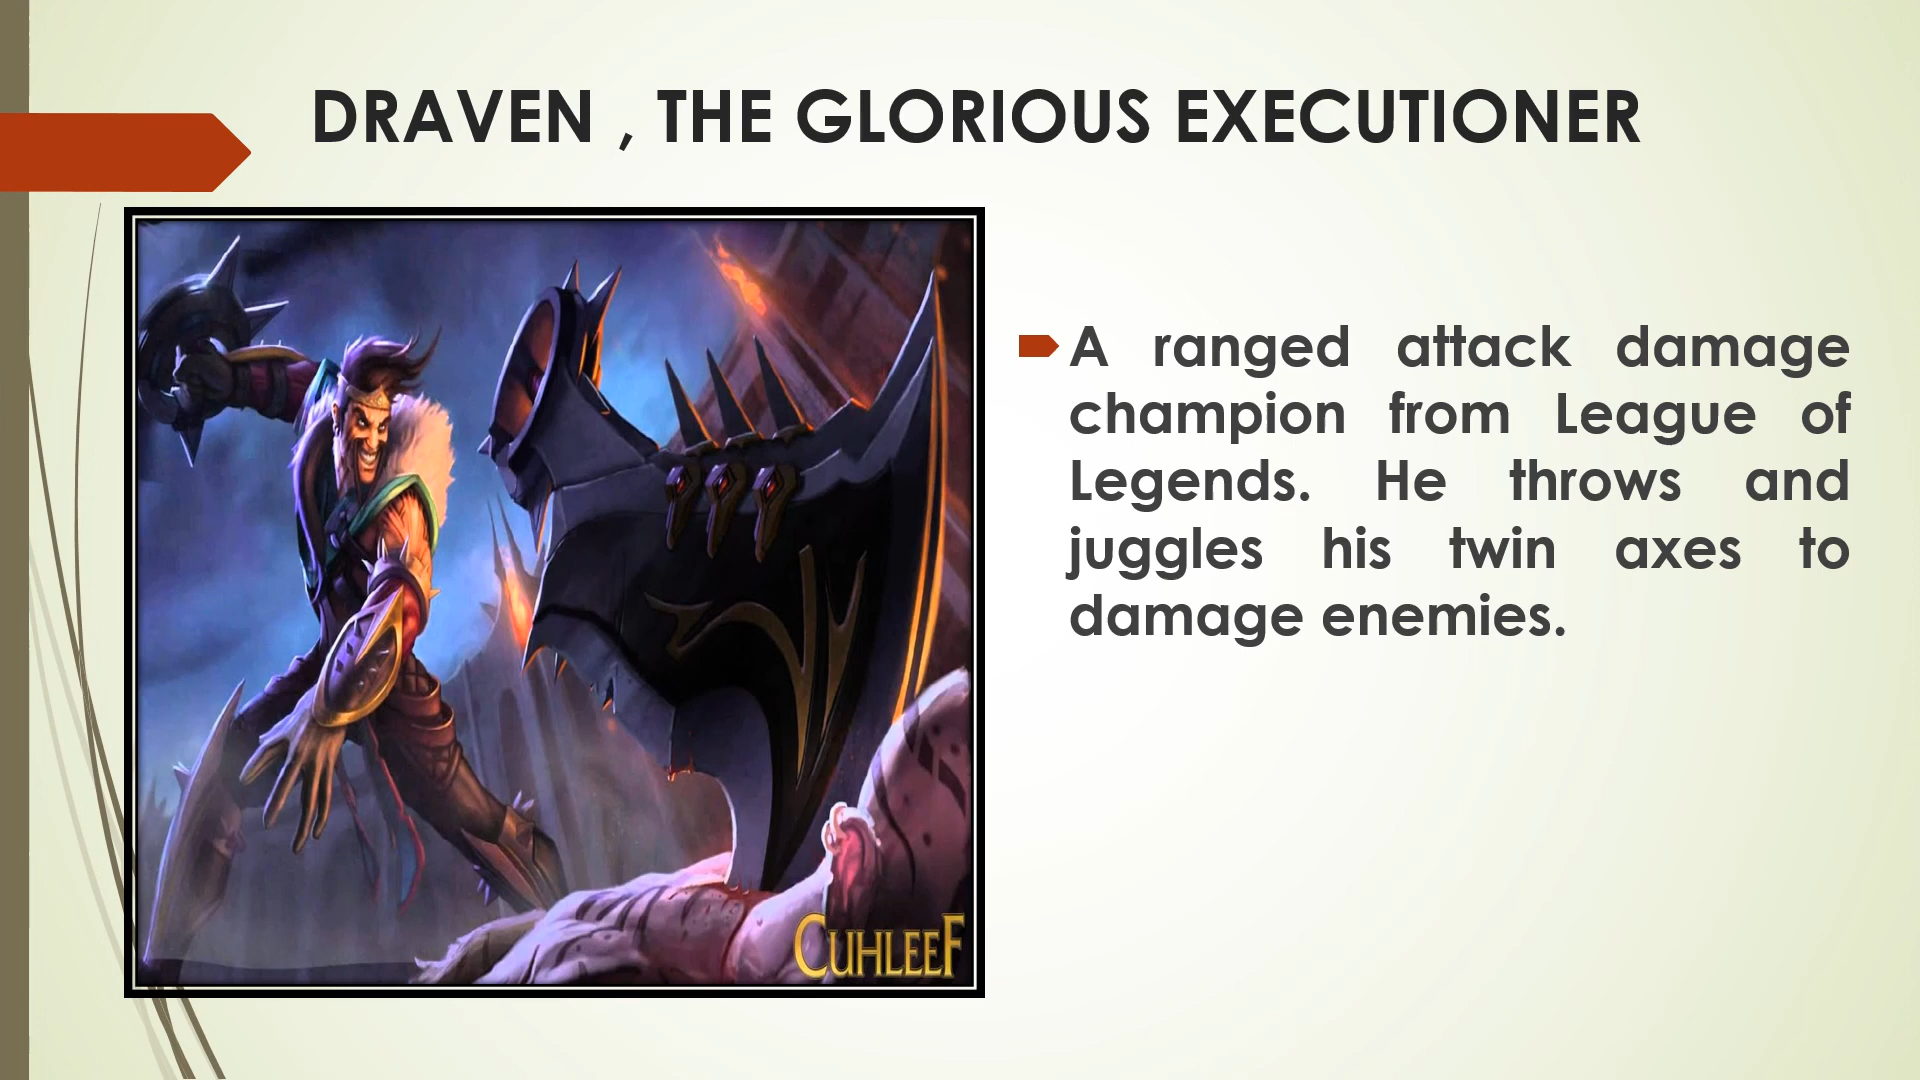 DRAVEN , THE GLORIOUS EXECUTIONER
A ranged attack damage
champion from League of
Legends. He throws and
juggles his twin axes to
damage enemies.
CUHLEEF